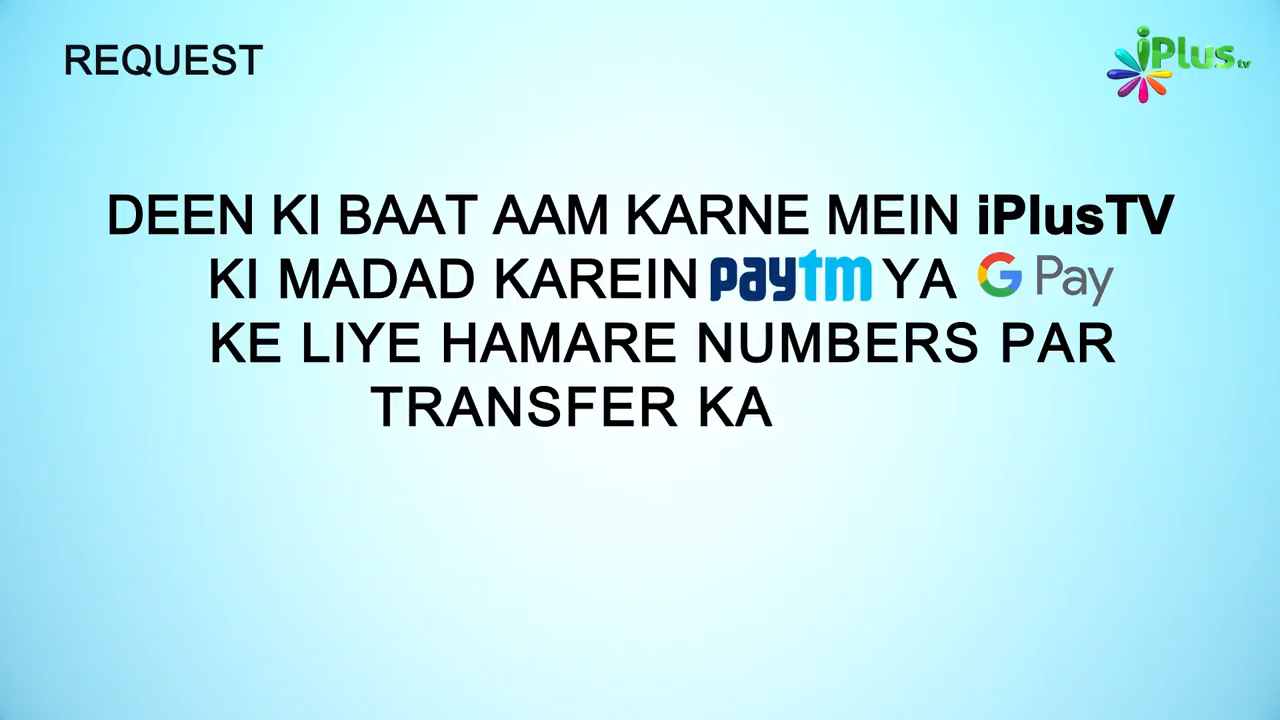 REQUEST
iPlus tv
DEEN KI BAAT AAM KARNE MEIN iPlusTV
KI MADAD KAREIN paytm YA G Pay
KE LIYE HAMARE NUMBERS PAR
TRANSFER KA